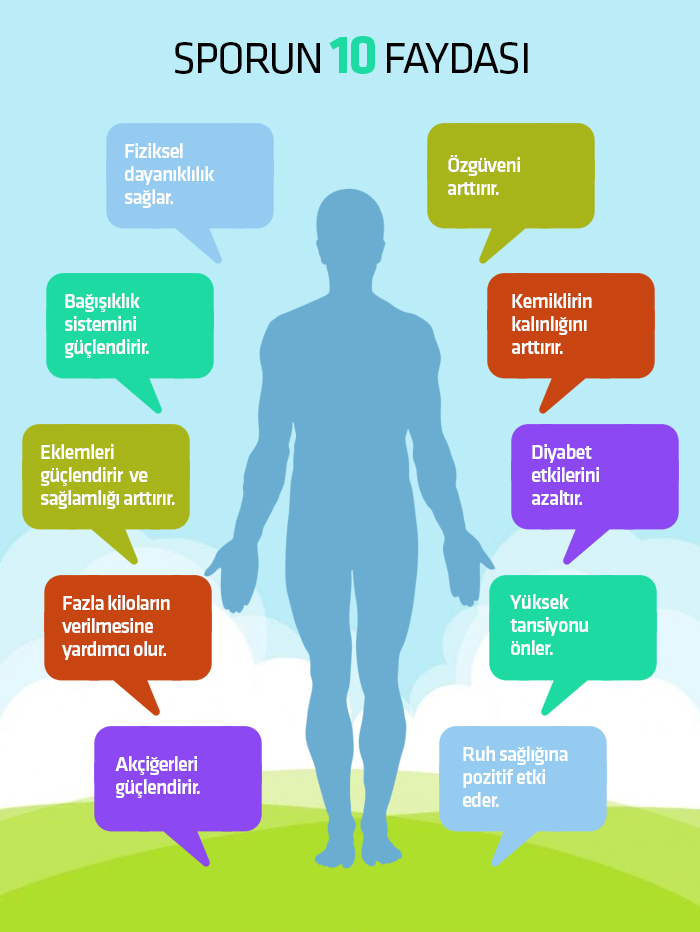 SPORUN 10 FAYDASI
Fiziksel
dayanıklılık
sağlar.
Özgüveni
arttırır.
Bağışıklık
sistemini
güçlendirir.
Kemiklirin
kalınlığını
arttırır.
Eklemleri
güçlendirir ve
sağlamlığı arttırır.
Diyabet
etkilerini
azaltır.
Fazla kiloların
verilmesine
yardımcı olur.
Yüksek
tansiyonu
önler.
Akçiğerleri
güçlendirir.
Ruh sağlığına
pozitif etki
eder.